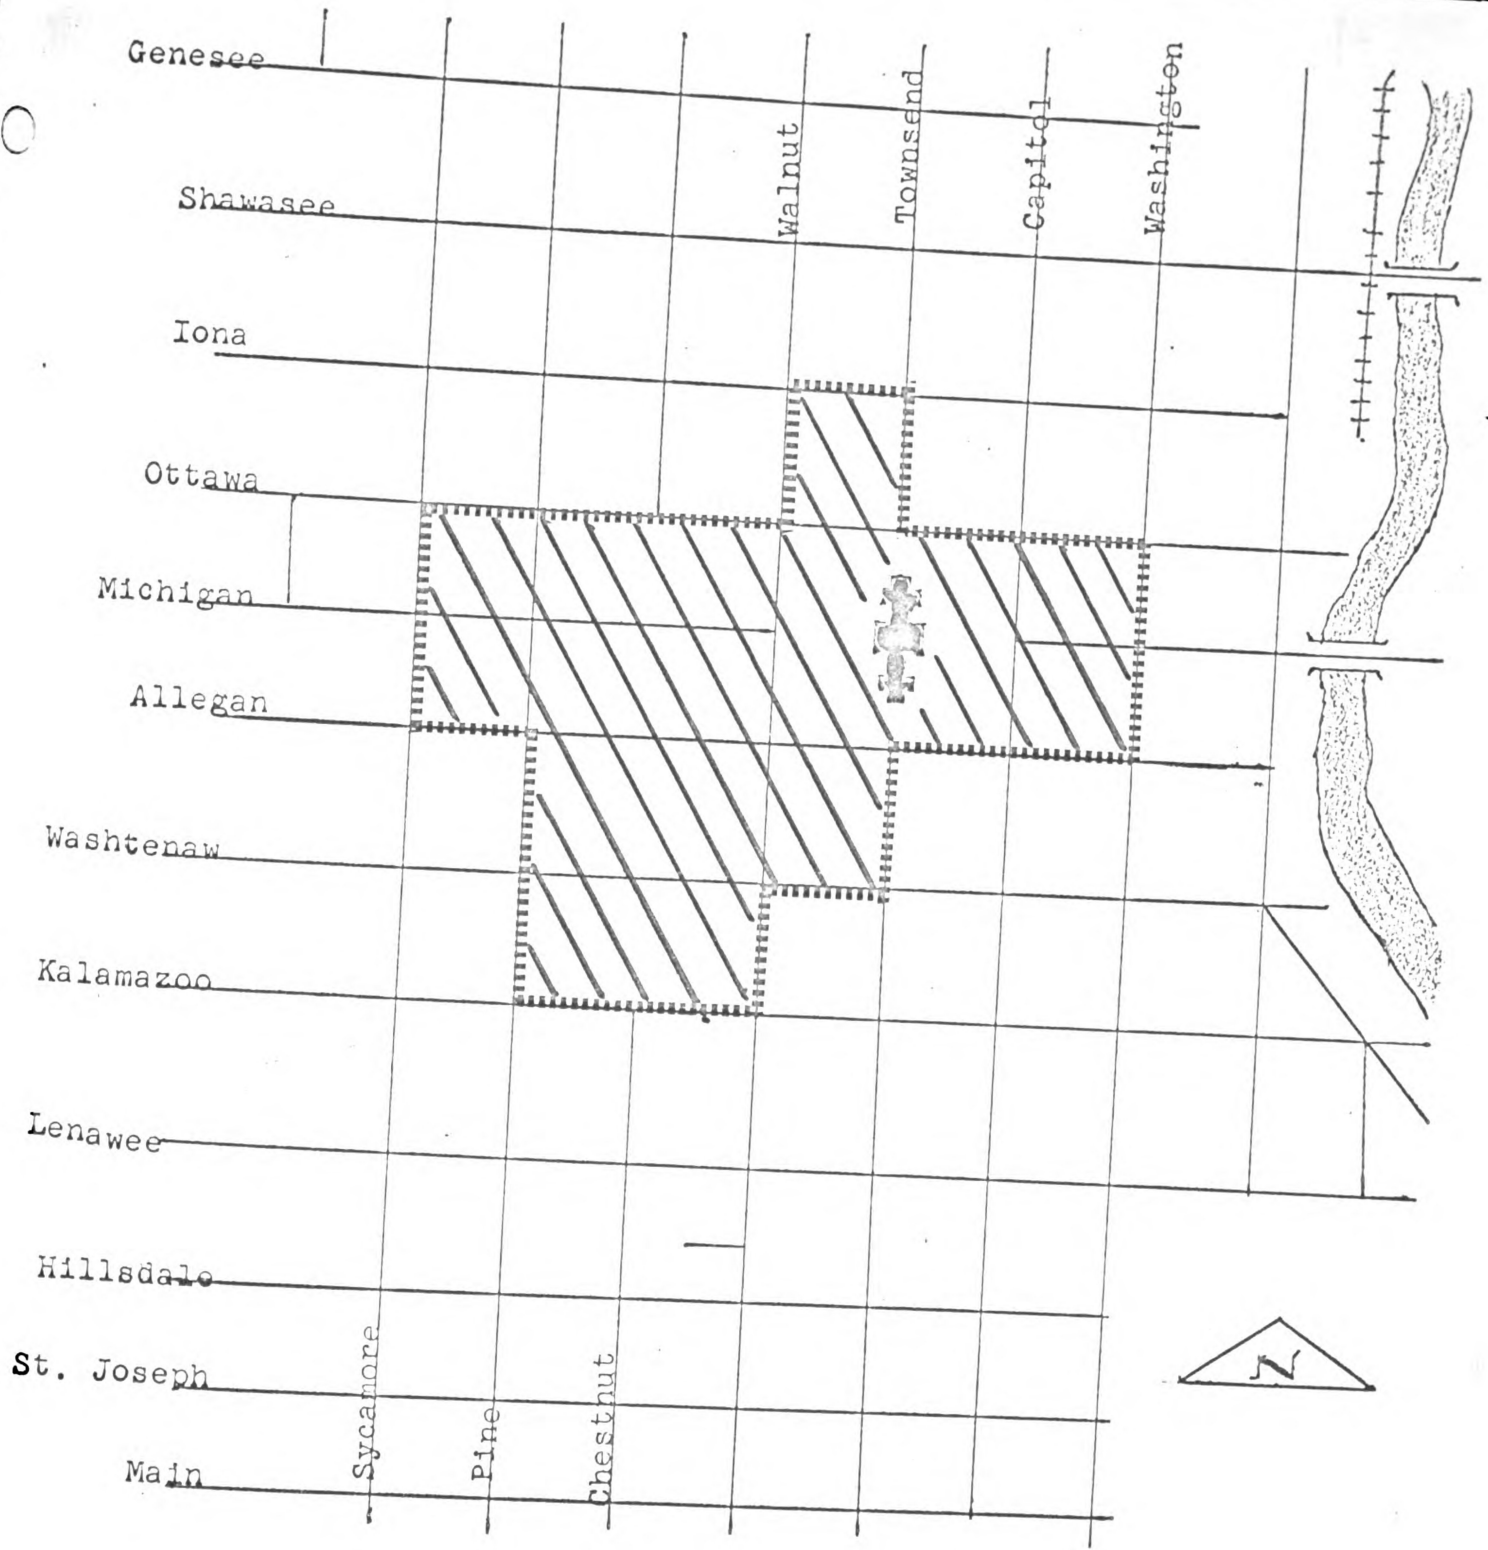 Genesee
Walnut
Townsend
Capitol
Washington
Shawasee
Iona
Ottawa
Michigan
Allegan
Washtenaw
Kalamazoo
Lenawee
Hillsdale
St. Joseph
Sycamore
Pine
Chestnut
Main
N